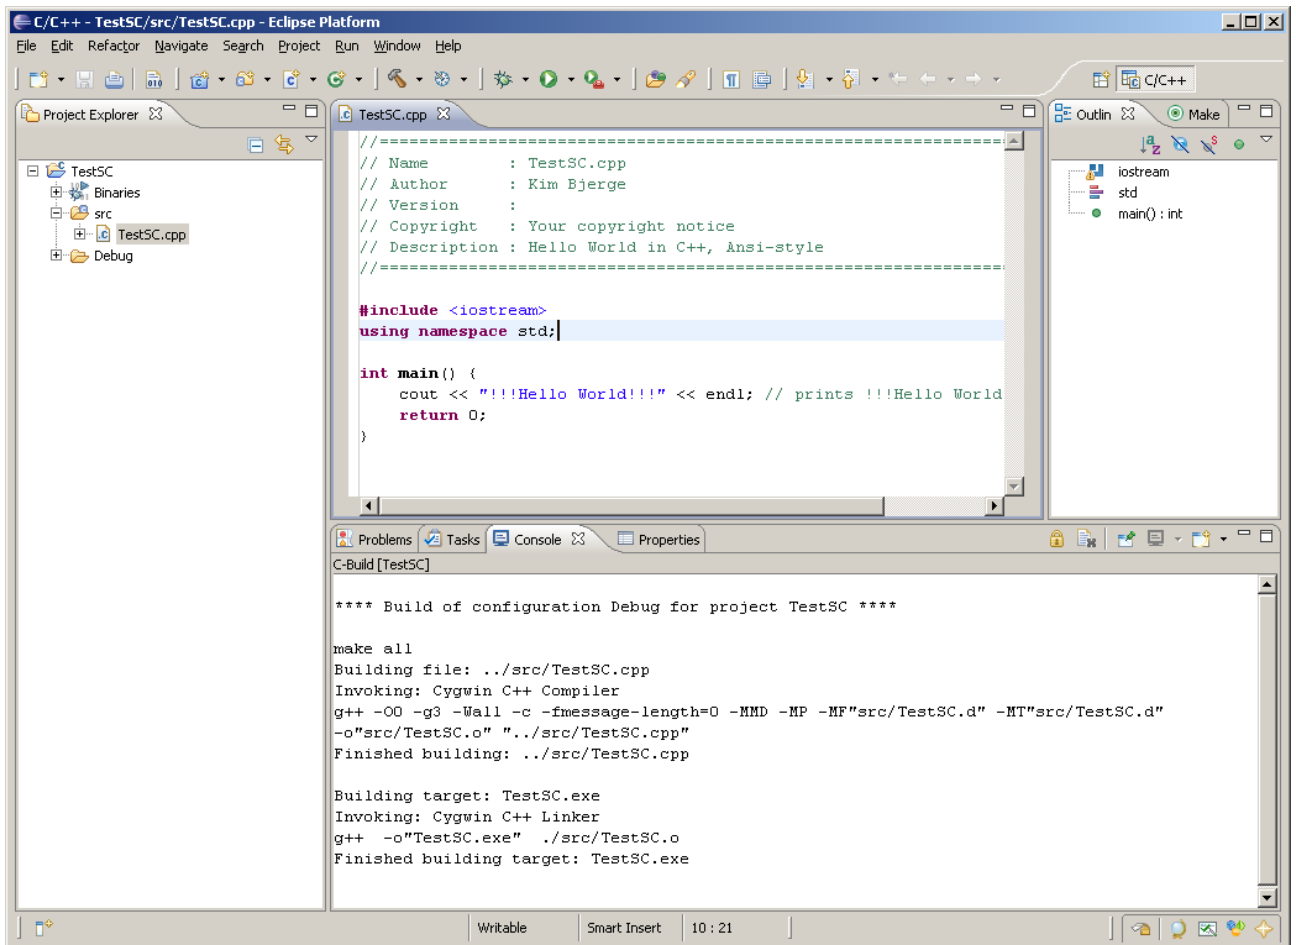 C/C++ - TestSC/src/TestSC.cpp - Eclipse Platform
File Edit Refactor Navigate Search Project Run Window Help
C/C++
Project Explorer
TestSC
Binaries
src
TestSC.cpp
Debug
TestSC.cpp
//================================================================
// Name        : TestSC.cpp
// Author      : Kim Bjerge
// Version     :
// Copyright   : Your copyright notice
// Description : Hello World in C++, Ansi-style
//================================================================
#include <iostream>
using namespace std;
int main() {
    cout << "!!!Hello World!!!" << endl; // prints !!!Hello World
    return 0;
}
Outlin Make
iostream
std
main() : int
Problems Tasks Console Properties
C-Build [TestSC]
**** Build of configuration Debug for project TestSC ****
make all
Building file: ../src/TestSC.cpp
Invoking: Cygwin C++ Compiler
g++ -O0 -g3 -Wall -c -fmessage-length=0 -MMD -MP -MF"src/TestSC.d" -MT"src/TestSC.d"
-o"src/TestSC.o" "../src/TestSC.cpp"
Finished building: ../src/TestSC.cpp
Building target: TestSC.exe
Invoking: Cygwin C++ Linker
g++  -o"TestSC.exe"  ./src/TestSC.o
Finished building target: TestSC.exe
Writable Smart Insert 10 : 21